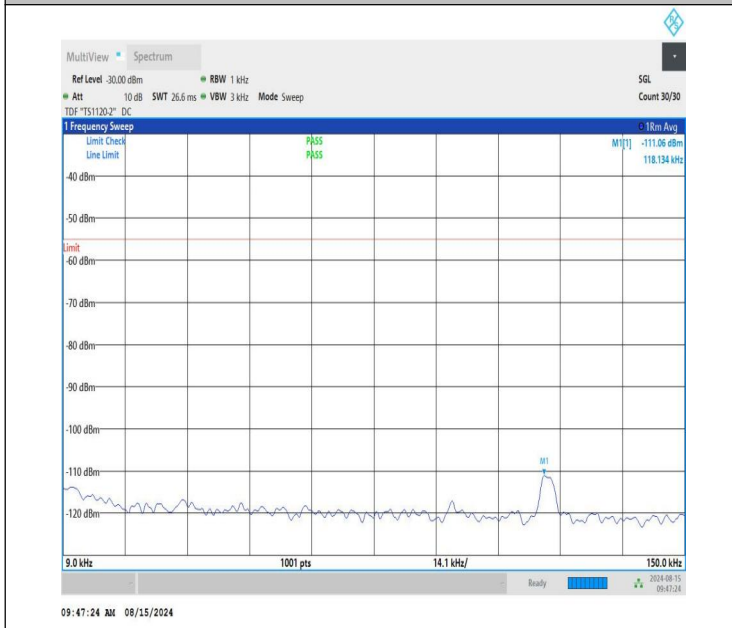 MultiView Spectrum
Ref Level -30.00 dBm RBW 1 kHz SGL
Att 10 dB SWT 26.6 ms VBW 3 kHz Mode Sweep Count 30/30
TDF "TS1120-2" DC
1 Frequency Sweep 1Rm Avg
Limit Check PASS M1[1] -111.06 dBm
Line Limit PASS 118.134 kHz
-40 dBm
-50 dBm
Limit
-60 dBm
-70 dBm
-80 dBm
-90 dBm
-100 dBm
M1
-110 dBm
-120 dBm
9.0 kHz 1001 pts 14.1 kHz/ 150.0 kHz
Ready 2024-08-15
09:47:24
09:47:24 AM 08/15/2024